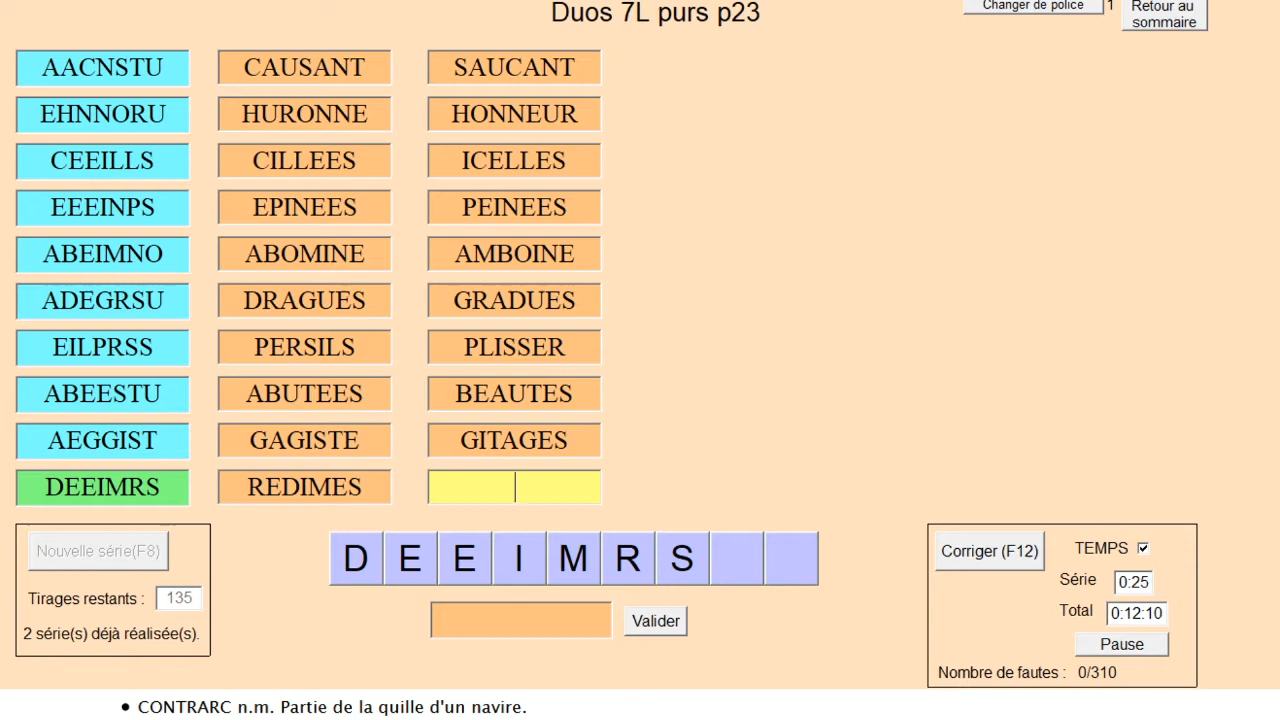 Duos 7L purs p23
Changer de police 1 Retour au sommaire
AACNSTU CAUSANT SAUCANT
EHNNORU HURONNE HONNEUR
CEEILLS CILLEES ICELLES
EEEINPS EPINEES PEINEES
ABEIMNO ABOMINE AMBOINE
ADEGRSU DRAGUES GRADUES
EILPRSS PERSILS PLISSER
ABEESTU ABUTEES BEAUTES
AEGGIST GAGISTE GITAGES
DEEIMRS REDIMES
Nouvelle série(F8)
Tirages restants : 135
2 série(s) déjà réalisée(s).
D E E I M R S
Valider
Corriger (F12) TEMPS
Série 0:25
Total 0:12:10
Pause
Nombre de fautes : 0/310
• CONTRARC n.m. Partie de la quille d'un navire.